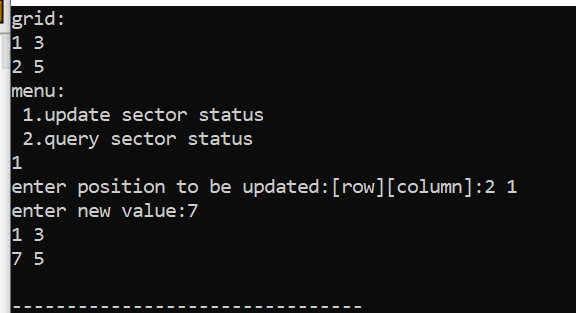 grid:
1 3
2 5
menu:
 1.update sector status
 2.query sector status
1
enter position to be updated:[row][column]:2 1
enter new value:7
1 3
7 5

--------------------------------